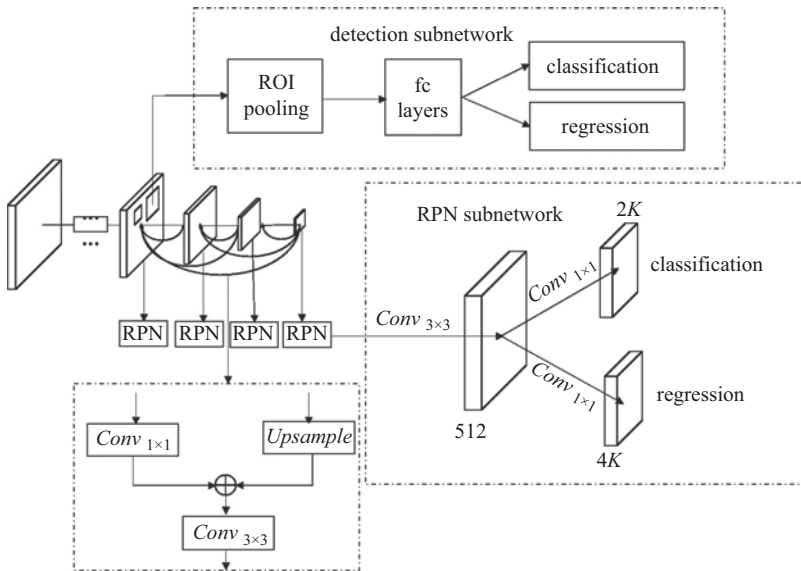 detection subnetwork
ROI
pooling
fc
layers
classification
regression
...
...
RPN subnetwork
2K
Conv 1×1
classification
RPN
RPN
RPN
RPN
Conv 3×3
Conv 1×1
regression
512
4K
Conv 1×1
Upsample
Conv 3×3